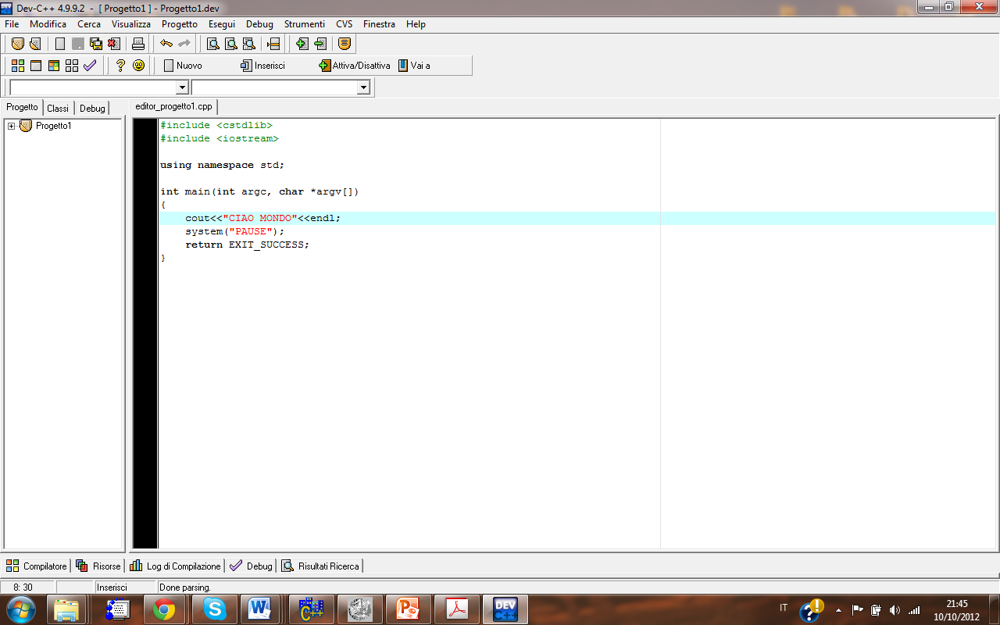 Dev-C++ 4.9.9.2 - [ Progetto1 ] - Progetto1.dev
File Modifica Cerca Visualizza Progetto Esegui Debug Strumenti CVS Finestra Help
Nuovo Inserisci Attiva/Disattiva Vai a
Progetto Classi Debug editor_progetto1.cpp
Progetto1
#include <cstdlib>
#include <iostream>
using namespace std;
int main(int argc, char *argv[])
{
cout<<"CIAO MONDO"<<endl;
system("PAUSE");
return EXIT_SUCCESS;
}
Compilatore Risorse Log di Compilazione Debug Risultati Ricerca
8: 30 Inserisci Done parsing.
IT 21:45
10/10/2012